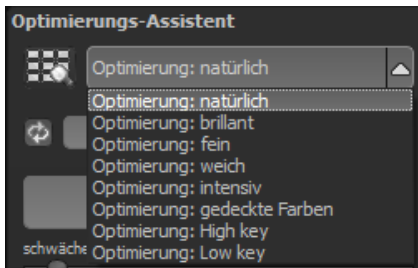 Optimierungs-Assistent
Optimierung: natürlich
Optimierung: natürlich
Optimierung: brillant
Optimierung: fein
Optimierung: weich
Optimierung: intensiv
Optimierung: gedeckte Farben
Optimierung: High key
schwäche Optimierung: Low key